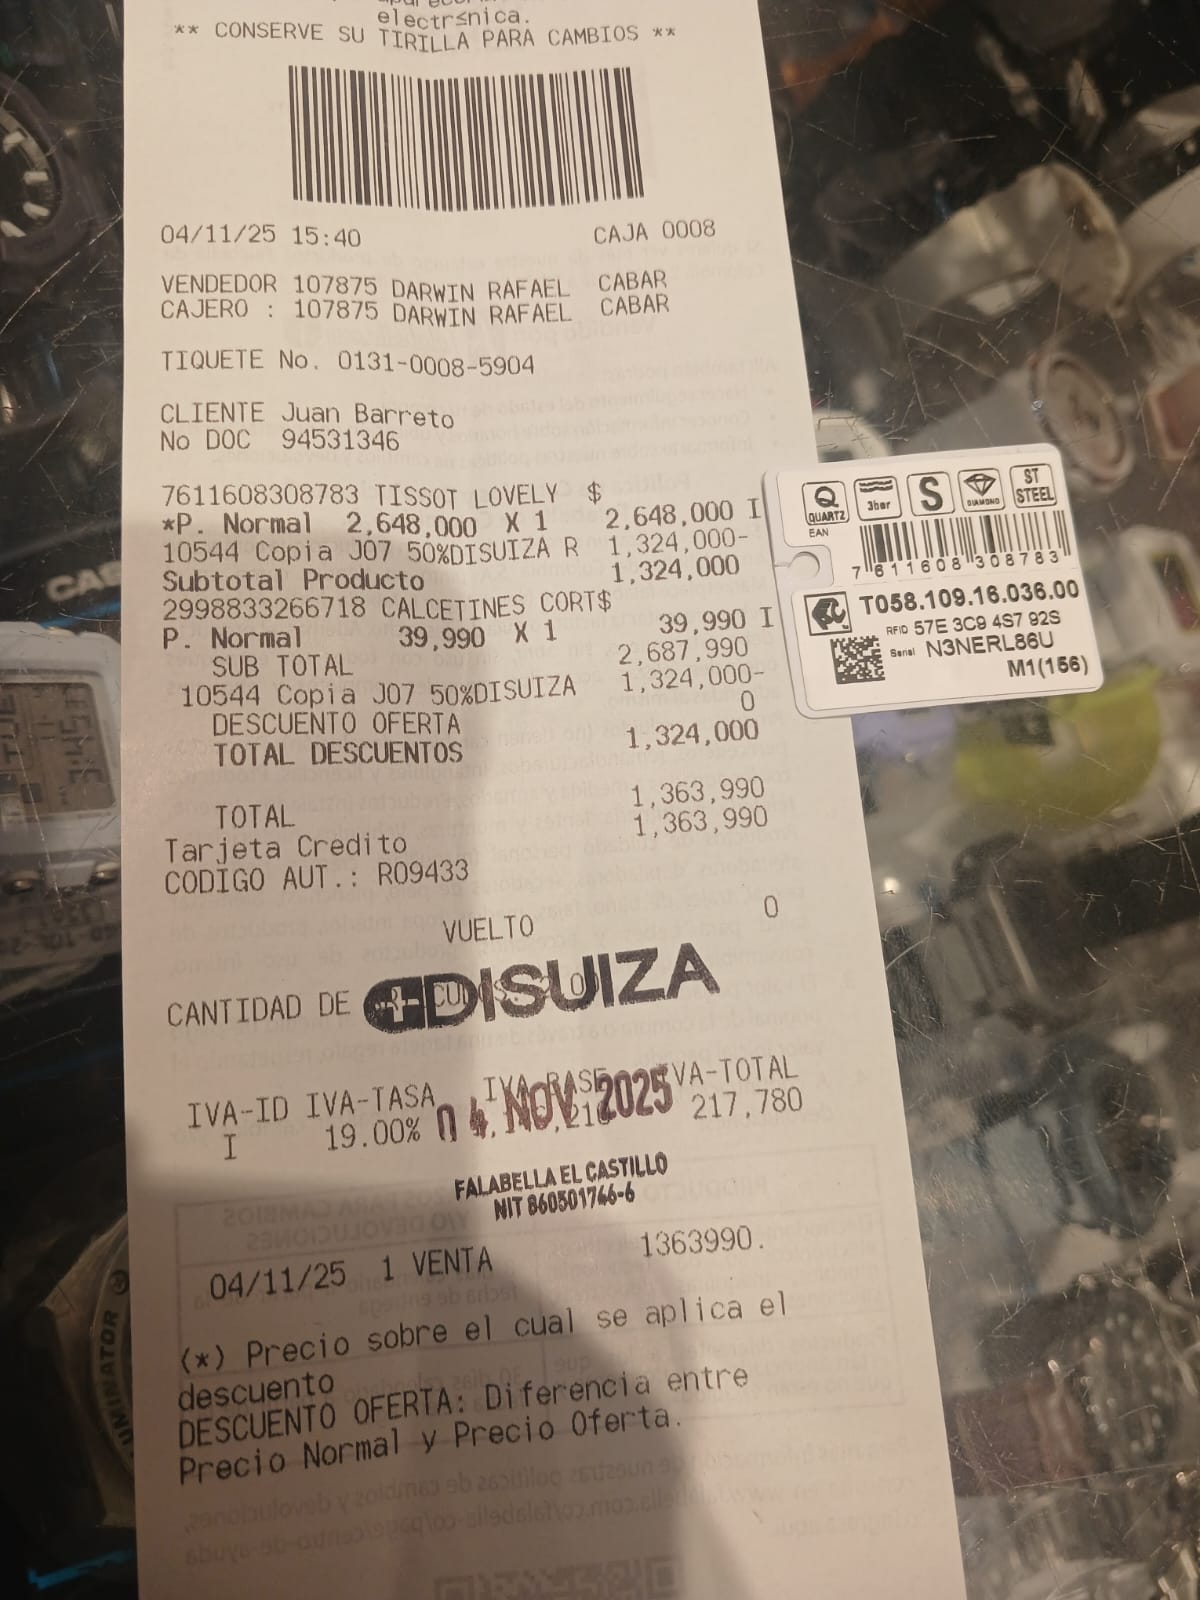 electr≤nica.
** CONSERVE SU TIRILLA PARA CAMBIOS **
04/11/25 15:40 CAJA 0008
VENDEDOR 107875 DARWIN RAFAEL CABAR
CAJERO : 107875 DARWIN RAFAEL CABAR
TIQUETE No. 0131-0008-5904
CLIENTE Juan Barreto
No DOC 94531346
7611608308783 TISSOT LOVELY $
*P. Normal 2,648,000 X 1 2,648,000 I
10544 Copia J07 50%DISUIZA R 1,324,000-
Subtotal Producto 1,324,000
2998833266718 CALCETINES CORT$
P. Normal 39,990 X 1 39,990 I
SUB TOTAL 2,687,990
10544 Copia J07 50%DISUIZA 1,324,000-
DESCUENTO OFERTA 0
TOTAL DESCUENTOS 1,324,000
TOTAL 1,363,990
Tarjeta Credito 1,363,990
CODIGO AUT.: R09433
VUELTO 0
CANTIDAD DE
DISUIZA
IVA-ID IVA-TASA IVA-BASE IVA-TOTAL
I 19.00% 217,780
04 NOV 2025
FALABELLA EL CASTILLO
NIT 860501766-6
04/11/25 1 VENTA 1363990.
(*) Precio sobre el cual se aplica el
descuento
DESCUENTO OFERTA: Diferencia entre
Precio Normal y Precio Oferta.
Q QUARTZ
3bar
S
DIAMOND
ST STEEL
EAN
7 611608 308783
T058.109.16.036.00
RFID 57E 3C9 4S7 92S
Serial N3NERL86U
M1(156)